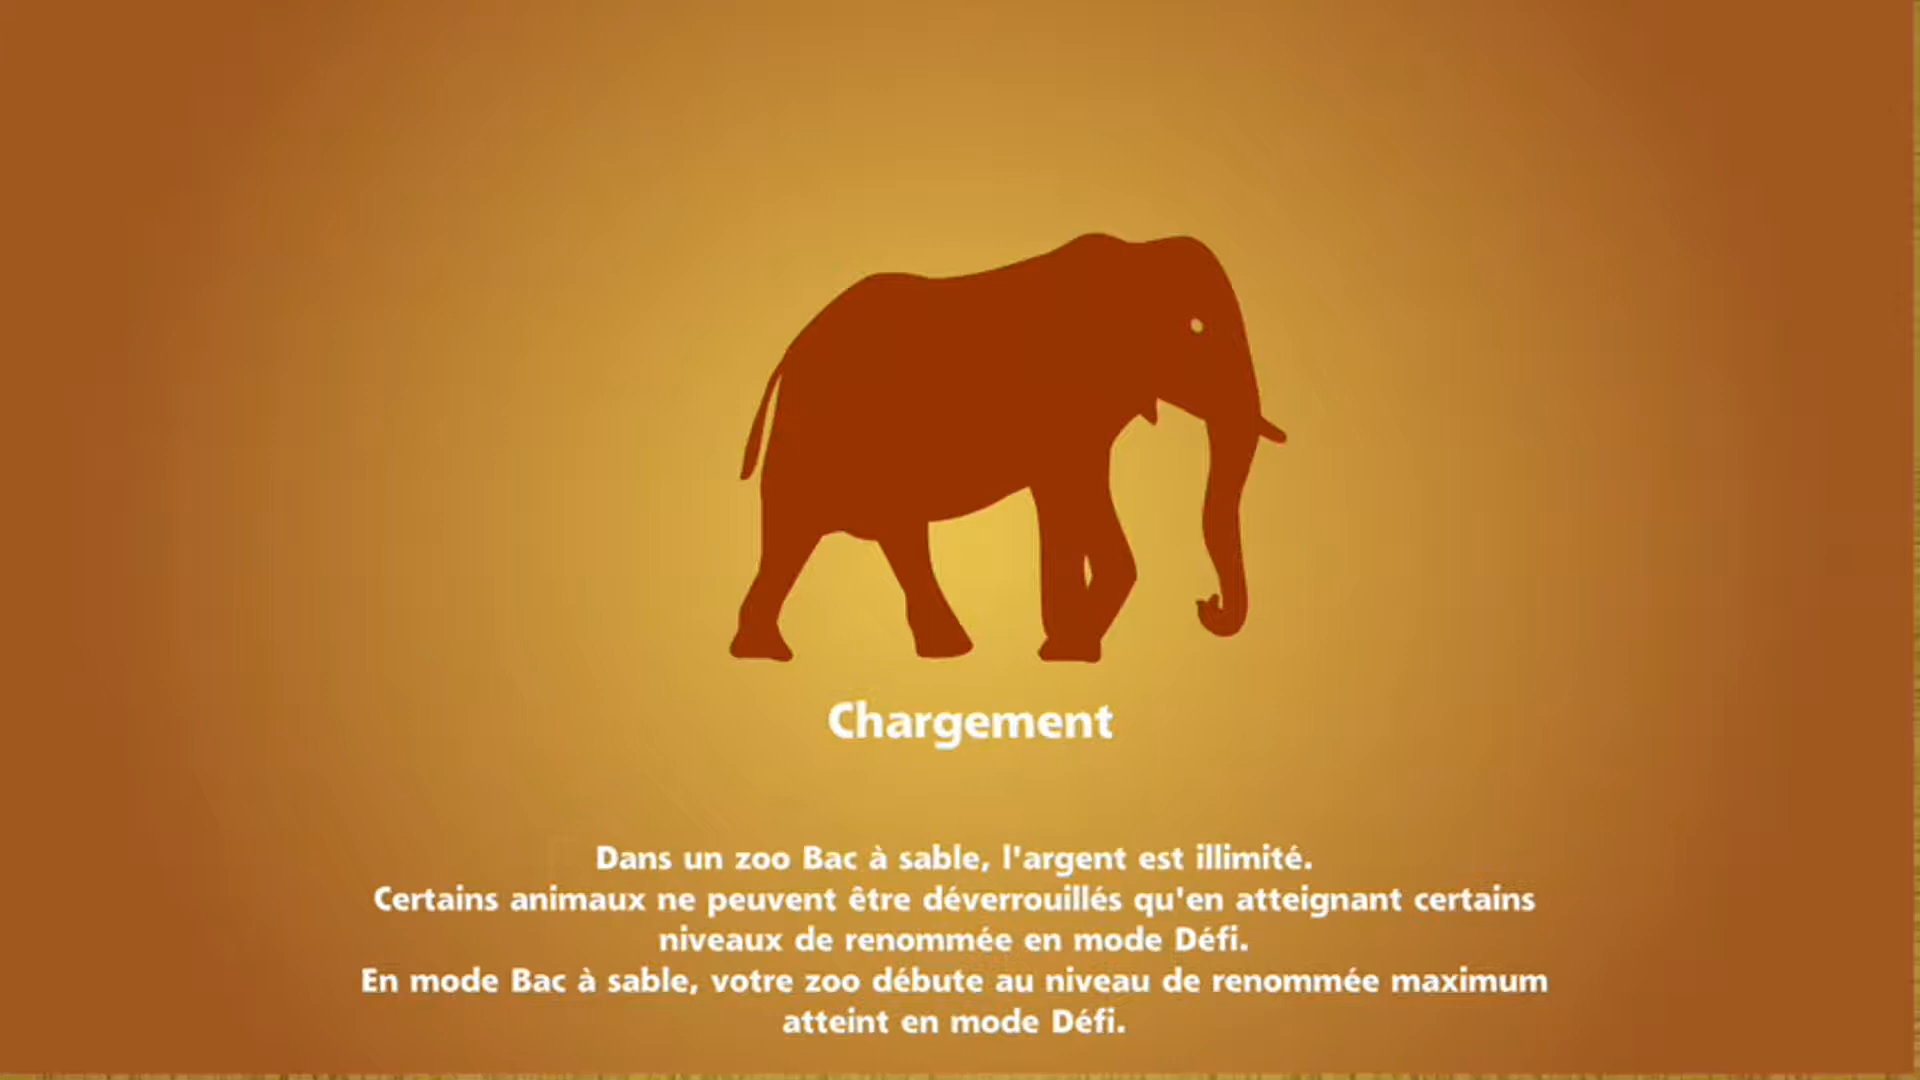 Chargement
Dans un zoo Bac à sable, l'argent est illimité.
Certains animaux ne peuvent être déverrouillés qu'en atteignant certains
niveaux de renommée en mode Défi.
En mode Bac à sable, votre zoo débute au niveau de renommée maximum
atteint en mode Défi.